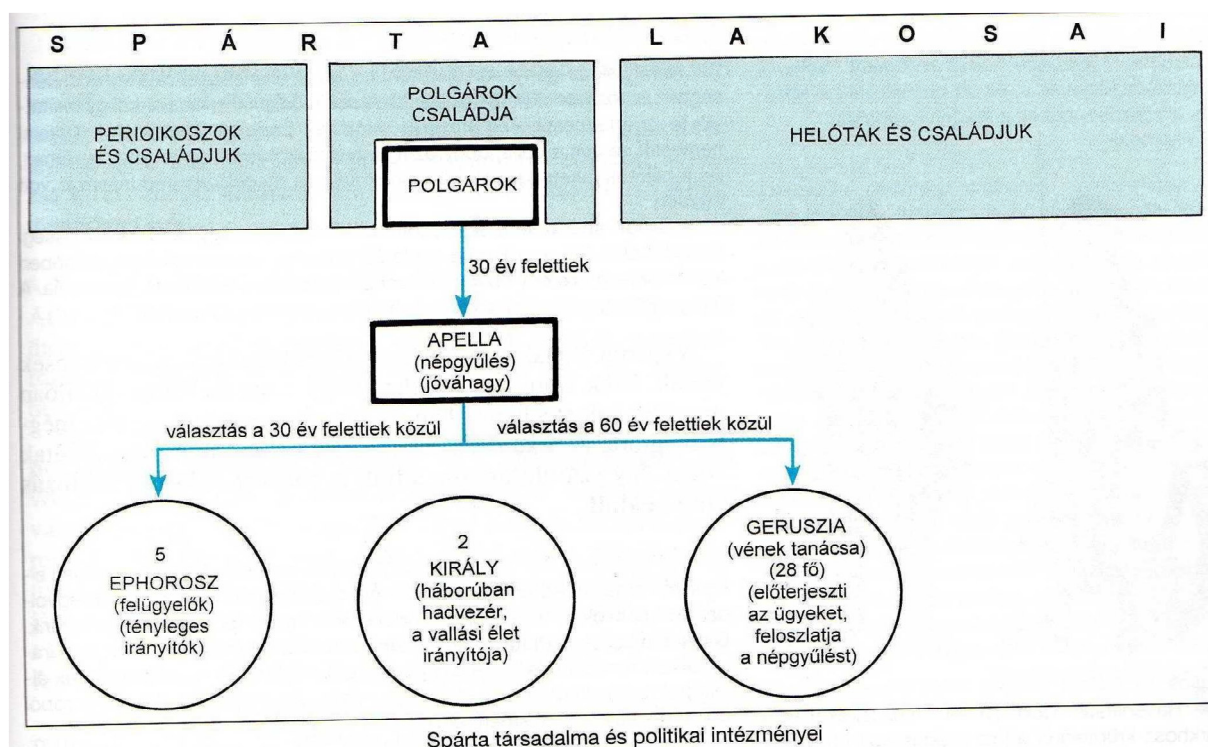 SPÁRTA LAKOSAI
PERIOIKOSZOK
ÉS CSALÁDJUK
POLGÁROK
CSALÁDJA
POLGÁROK
HELÓTÁK ÉS CSALÁDJUK
30 év felettiek
APELLA
(népgyűlés)
(jóváhagy)
választás a 30 év felettiek közül
választás a 60 év felettiek közül
5
EPHOROSZ
(felügyelők)
(tényleges
irányítók)
2
KIRÁLY
(háborúban
hadvezér,
a vallási élet
irányítója)
GERUSZIA
(vének tanácsa)
(28 fő)
(előterjeszti
az ügyeket,
feloszlatja
a népgyűlést)
Spárta társadalma és politikai intézményei